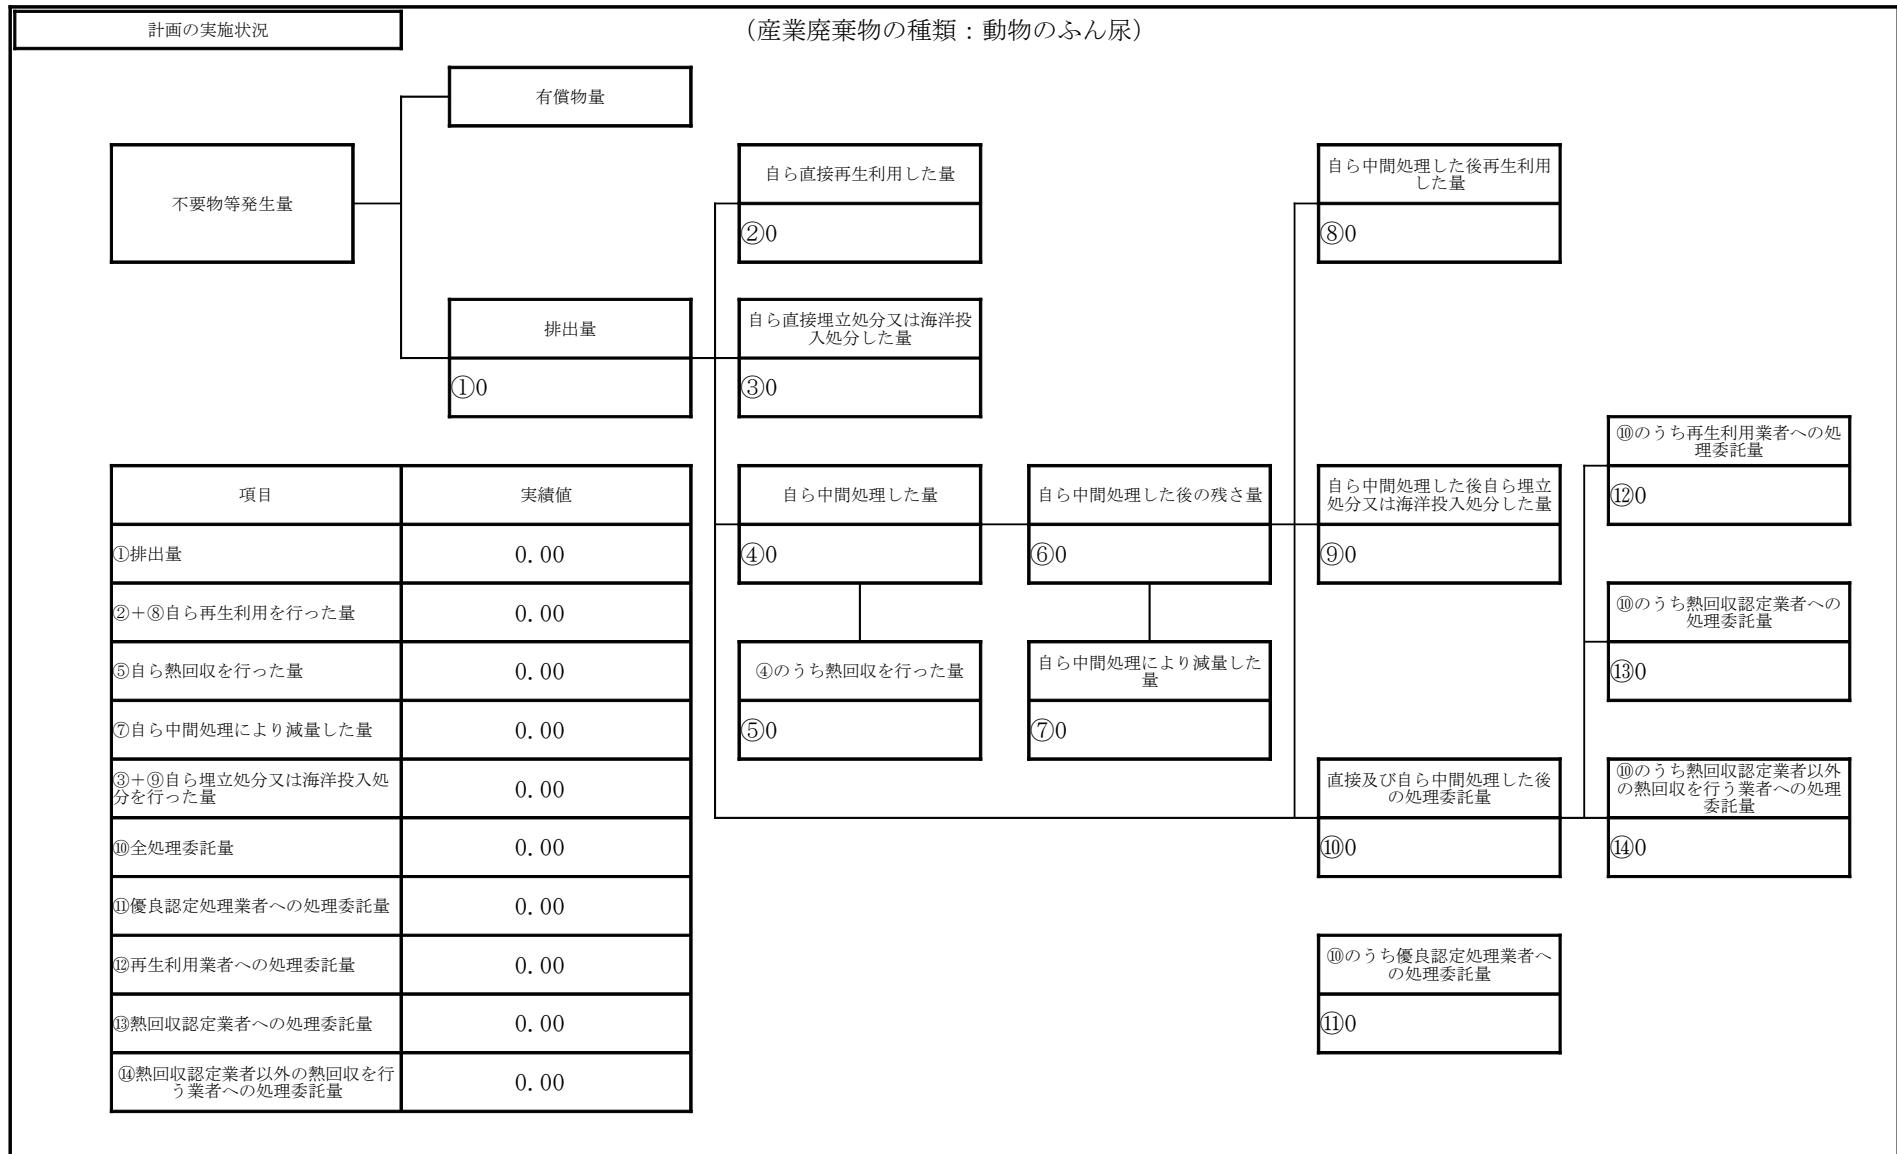 計画の実施状況
（産業廃棄物の種類：動物のふん尿）
有償物量
不要物等発生量
自ら直接再生利用した量
②0
自ら中間処理した後再生利用
した量
⑧0
排出量
①0
自ら直接埋立処分又は海洋投
入処分した量
③0
⑩のうち再生利用業者への処
理委託量
⑫0
項目
実績値
①排出量
0.00
②＋⑧自ら再生利用を行った量
0.00
⑤自ら熱回収を行った量
0.00
⑦自ら中間処理により減量した量
0.00
③＋⑨自ら埋立処分又は海洋投入処
分を行った量
0.00
⑩全処理委託量
0.00
⑪優良認定処理業者への処理委託量
0.00
⑫再生利用業者への処理委託量
0.00
⑬熱回収認定業者への処理委託量
0.00
⑭熱回収認定業者以外の熱回収を行
う業者への処理委託量
0.00
自ら中間処理した量
④0
自ら中間処理した後の残さ量
⑥0
自ら中間処理した後自ら埋立
処分又は海洋投入処分した量
⑨0
④のうち熱回収を行った量
⑤0
自ら中間処理により減量した
量
⑦0
⑩のうち熱回収認定業者への
処理委託量
⑬0
直接及び自ら中間処理した後
の処理委託量
⑩0
⑩のうち熱回収認定業者以外
の熱回収を行う業者への処理
委託量
⑭0
⑩のうち優良認定処理業者へ
の処理委託量
⑪0